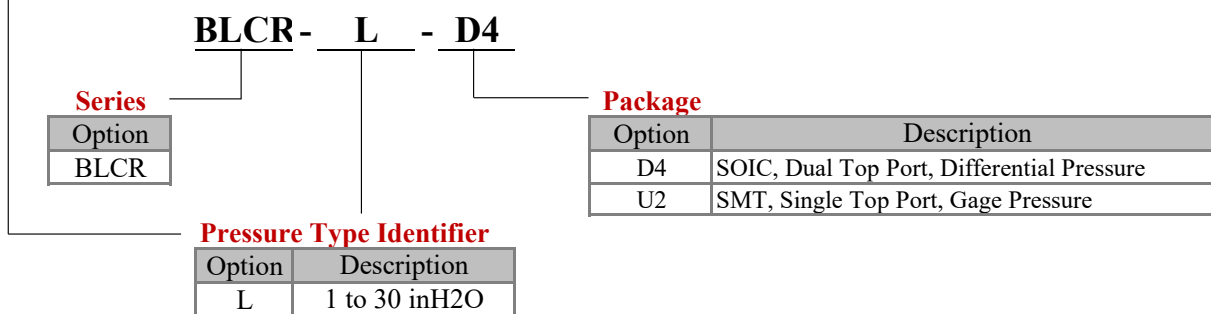 BLCR- L - D4
Series
Option
BLCR
Package
Option Description
D4 SOIC, Dual Top Port, Differential Pressure
U2 SMT, Single Top Port, Gage Pressure
Pressure Type Identifier
Option Description
L 1 to 30 inH2O